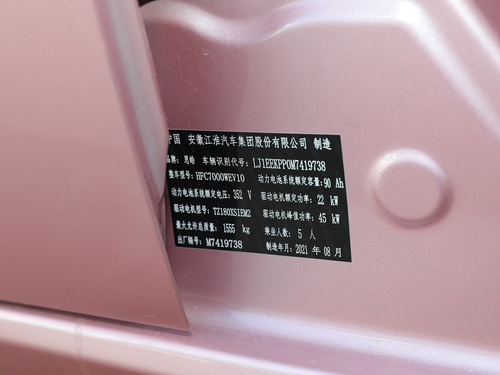 中国 安徽江淮汽车集团股份有限公司 制造
品牌: 思皓 车辆识别代号: LJ1EEKPP0M7419738
整车型号: HFC7000WEV10 动力电池系统额定容量: 90 Ah
动力电池系统额定电压: 352 V 驱动电机额定功率: 22 kW
驱动电机型号: TZ180XS1EM2 驱动电机峰值功率: 45 kW
最大允许总质量: 1555 kg 乘坐人数: 5 人
出厂编号: M7419738 制造年月: 2021 年 08 月